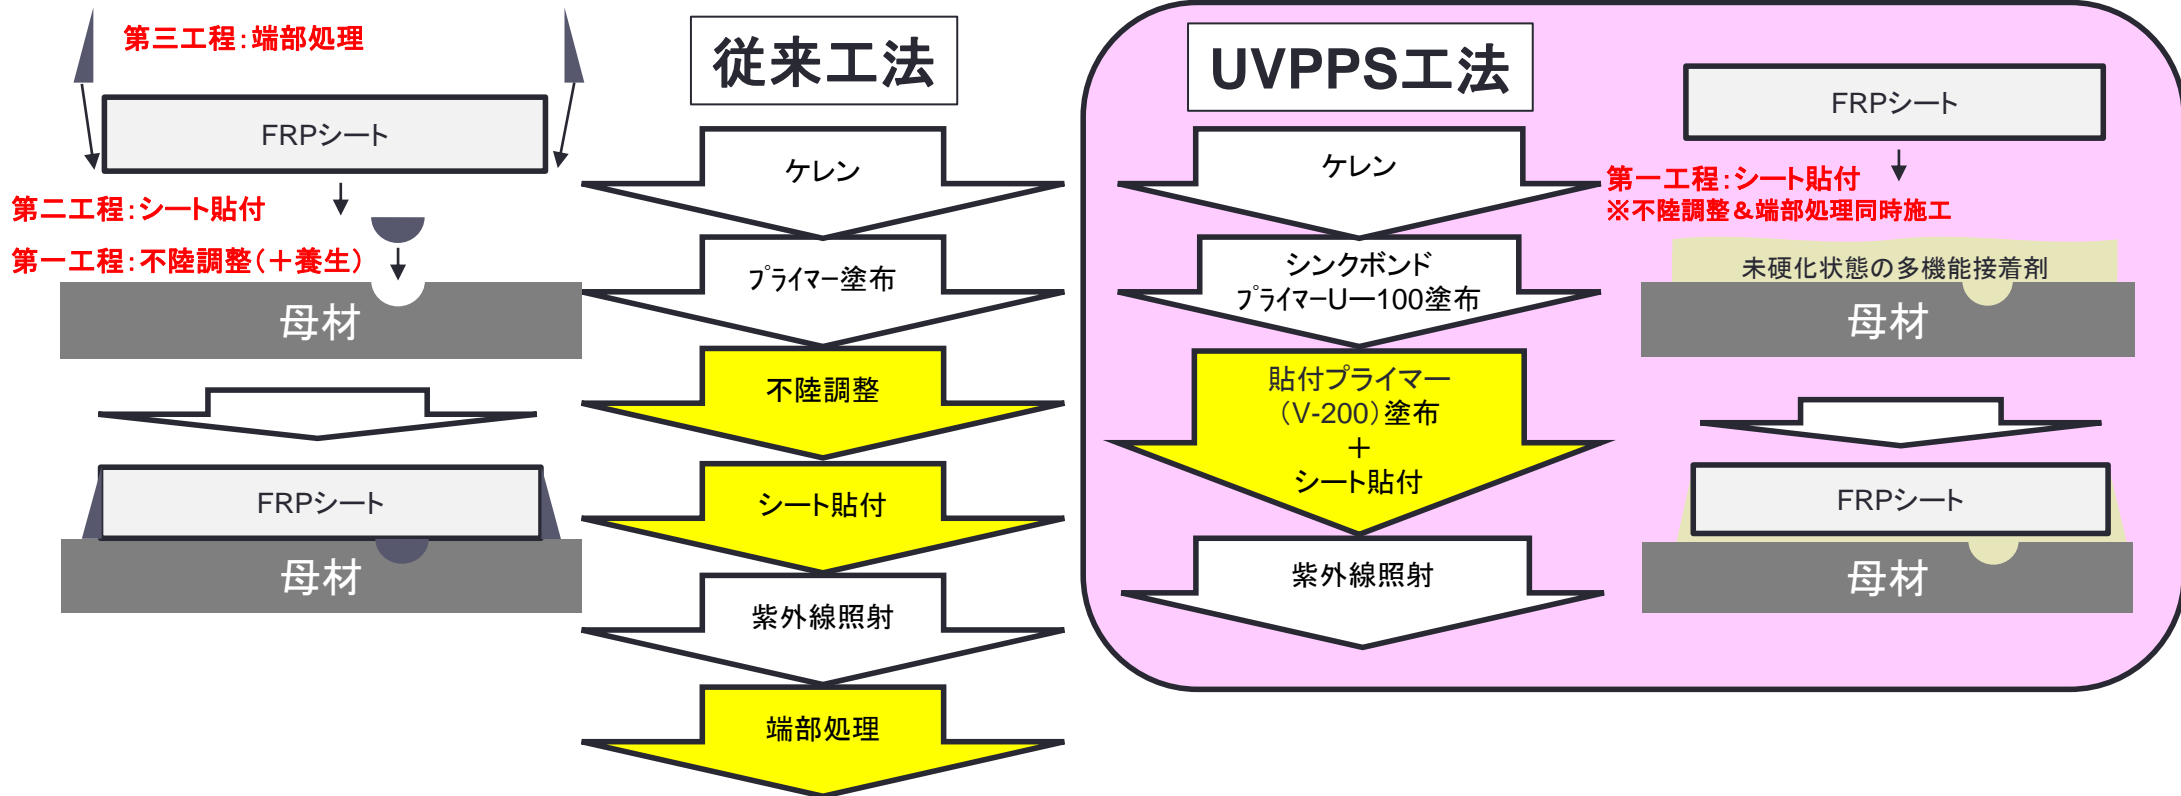 第三工程：端部処理
FRPシート
第二工程：シート貼付
第一工程：不陸調整（＋養生）
母材
FRPシート
母材
従来工法
ケレン
プライマー塗布
不陸調整
シート貼付
紫外線照射
端部処理
UVPPS工法
ケレン
シンクボンド
プライマーUー100塗布
貼付プライマー
（V-200）塗布
＋
シート貼付
紫外線照射
FRPシート
第一工程：シート貼付
※不陸調整＆端部処理同時施工
未硬化状態の多機能接着剤
母材
FRPシート
母材